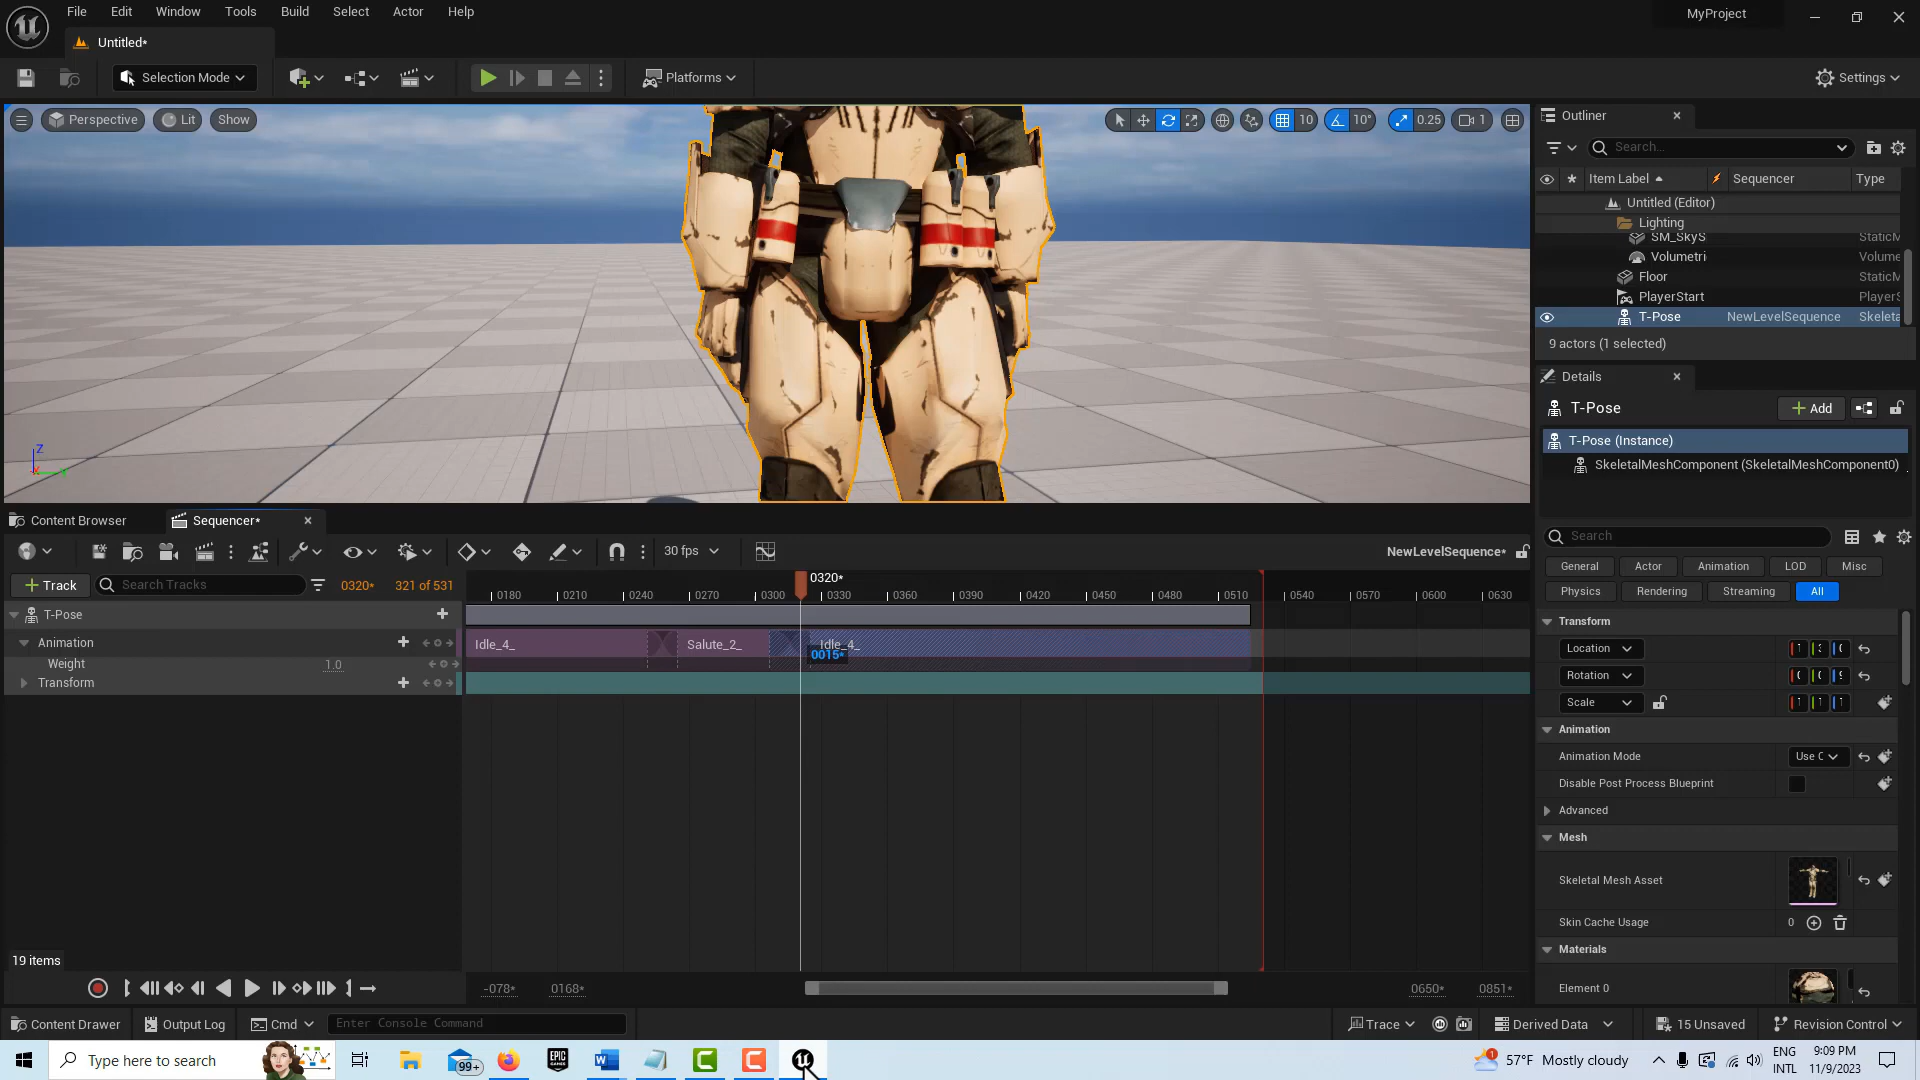 File Edit Window Tools Build Select Actor Help
MyProject
Untitled*
Selection Mode
Platforms
Settings
Perspective Lit Show
10 10° 0.25 1
Outliner
Search...
Item Label Sequencer Type
Untitled (Editor)
Lighting
SM_SkyS StaticM
Volumetri Volume
Floor StaticM
PlayerStart PlayerS
T-Pose NewLevelSequence Skeleta
9 actors (1 selected)
Details
T-Pose
Add
T-Pose (Instance)
SkeletalMeshComponent (SkeletalMeshComponent0)
Search
General Actor Animation LOD Misc
Physics Rendering Streaming All
Transform
Location
Rotation
Scale
Animation
Animation Mode Use C
Disable Post Process Blueprint
Advanced
Mesh
Skeletal Mesh Asset
Skin Cache Usage 0
Materials
Element 0
Content Browser Sequencer*
30 fps
NewLevelSequence*
Track Search Tracks 0320* 321 of 531
0320*
0180 0210 0240 0270 0300 0330 0360 0390 0420 0450 0480 0510 0540 0570 0600 0630
T-Pose
Animation
Weight 1.0
Transform
Idle_4_ Salute_2_ Idle_4_
0015*
19 items
-078* 0168* 0650* 0851*
Content Drawer Output Log Cmd Enter Console Command
Trace Derived Data 15 Unsaved Revision Control
Type here to search
99+
EPIC GAMES
57°F Mostly cloudy
ENG
INTL
9:09 PM
11/9/2023